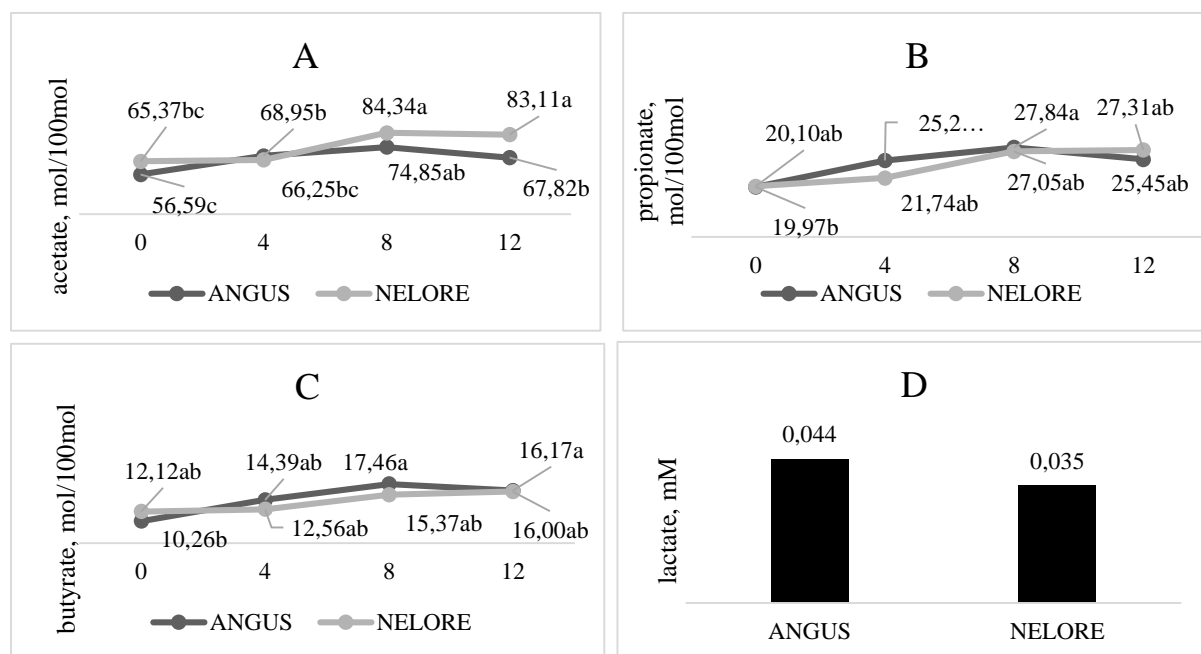 A
acetate, mol/100mol
65,37bc
68,95b
84,34a
83,11a
56,59c
66,25bc
74,85ab
67,82b
0 4 8 12
ANGUS NELORE
B
propionate,
mol/100mol
20,10ab
25,2…
27,84a
27,31ab
19,97b
21,74ab
27,05ab
25,45ab
0 4 8 12
ANGUS NELORE
C
butyrate, mol/100mol
12,12ab
14,39ab
17,46a
16,17a
10,26b
12,56ab
15,37ab
16,00ab
0 4 8 12
ANGUS NELORE
D
lactate, mM
0,044
0,035
ANGUS NELORE